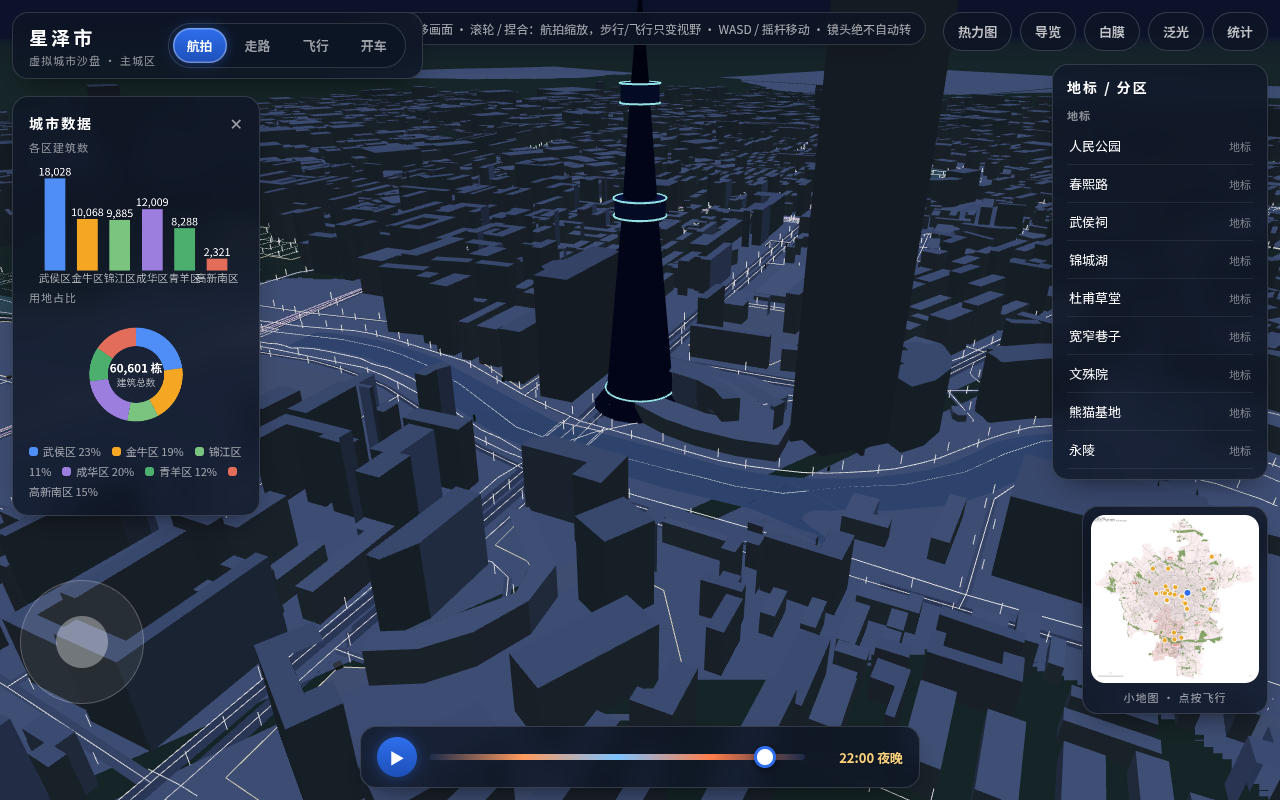 星泽市
虚拟城市沙盘 · 主城区
航拍
走路
飞行
开车
移画面 · 滚轮 / 捏合：航拍缩放，步行/飞行只变视野 · WASD / 摇杆移动 · 镜头绝不自动转
热力图
导览
白膜
泛光
统计
城市数据
×
各区建筑数
18,028
10,068
9,885
12,009
8,288
2,321
武侯区
金牛区
锦江区
成华区
青羊区
高新南区
用地占比
60,601 栋
建筑总数
武侯区 23% 金牛区 19% 锦江区
11% 成华区 20% 青羊区 12%
高新南区 15%
地标 / 分区
地标
人民公园 地标
春熙路 地标
武侯祠 地标
锦城湖 地标
杜甫草堂 地标
宽窄巷子 地标
文殊院 地标
熊猫基地 地标
永陵 地标
小地图 · 点按飞行
22:00 夜晚